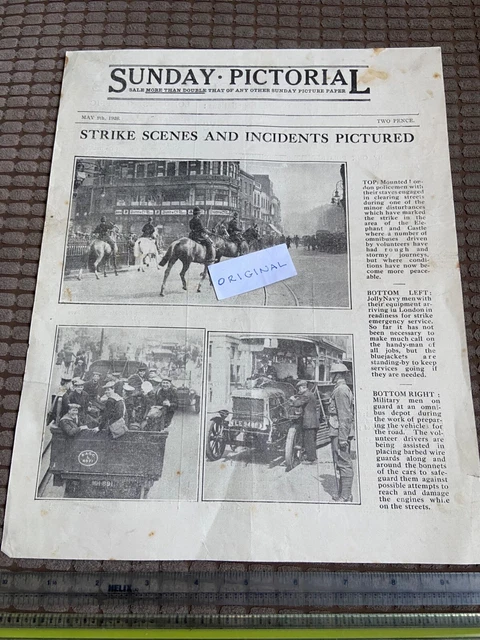 SUNDAY · PICTORIAL
SALE MORE THAN DOUBLE THAT OF ANY OTHER SUNDAY PICTURE PAPER
MAY 9th, 1926. TWO PENCE.
STRIKE SCENES AND INCIDENTS PICTURED
TOP: Mounted Lon-
don policemen with
their staves engaged
in clearing streets
during one of the
minor disturbances
which have marked
the strike in the
area of the Ele-
phant and Castle
where a number of
omnibuses driven
by volunteers have
had rough and
stormy journeys,
but where condi-
tions have now be-
come more peace-
able.
ORIGINAL
BOTTOM LEFT:
Jolly Navy men with
their equipment ar-
riving in London in
readiness for strike
emergency service.
So far it has not
been necessary to
make much call on
the handy-man of
all jobs, but the
bluejackets are
standing-by to keep
services going if
they are needed.
BOTTOM RIGHT:
Military men on
guard at an omni-
bus depot during
the work of prepar-
ing the vehicle for
the road. The vol-
unteer drivers are
being assisted in
placing barbed wire
guards along and
around the bonnets
of the cars to safe-
guard them against
possible attempts to
reach and damage
the engines while
on the streets.
HELIX